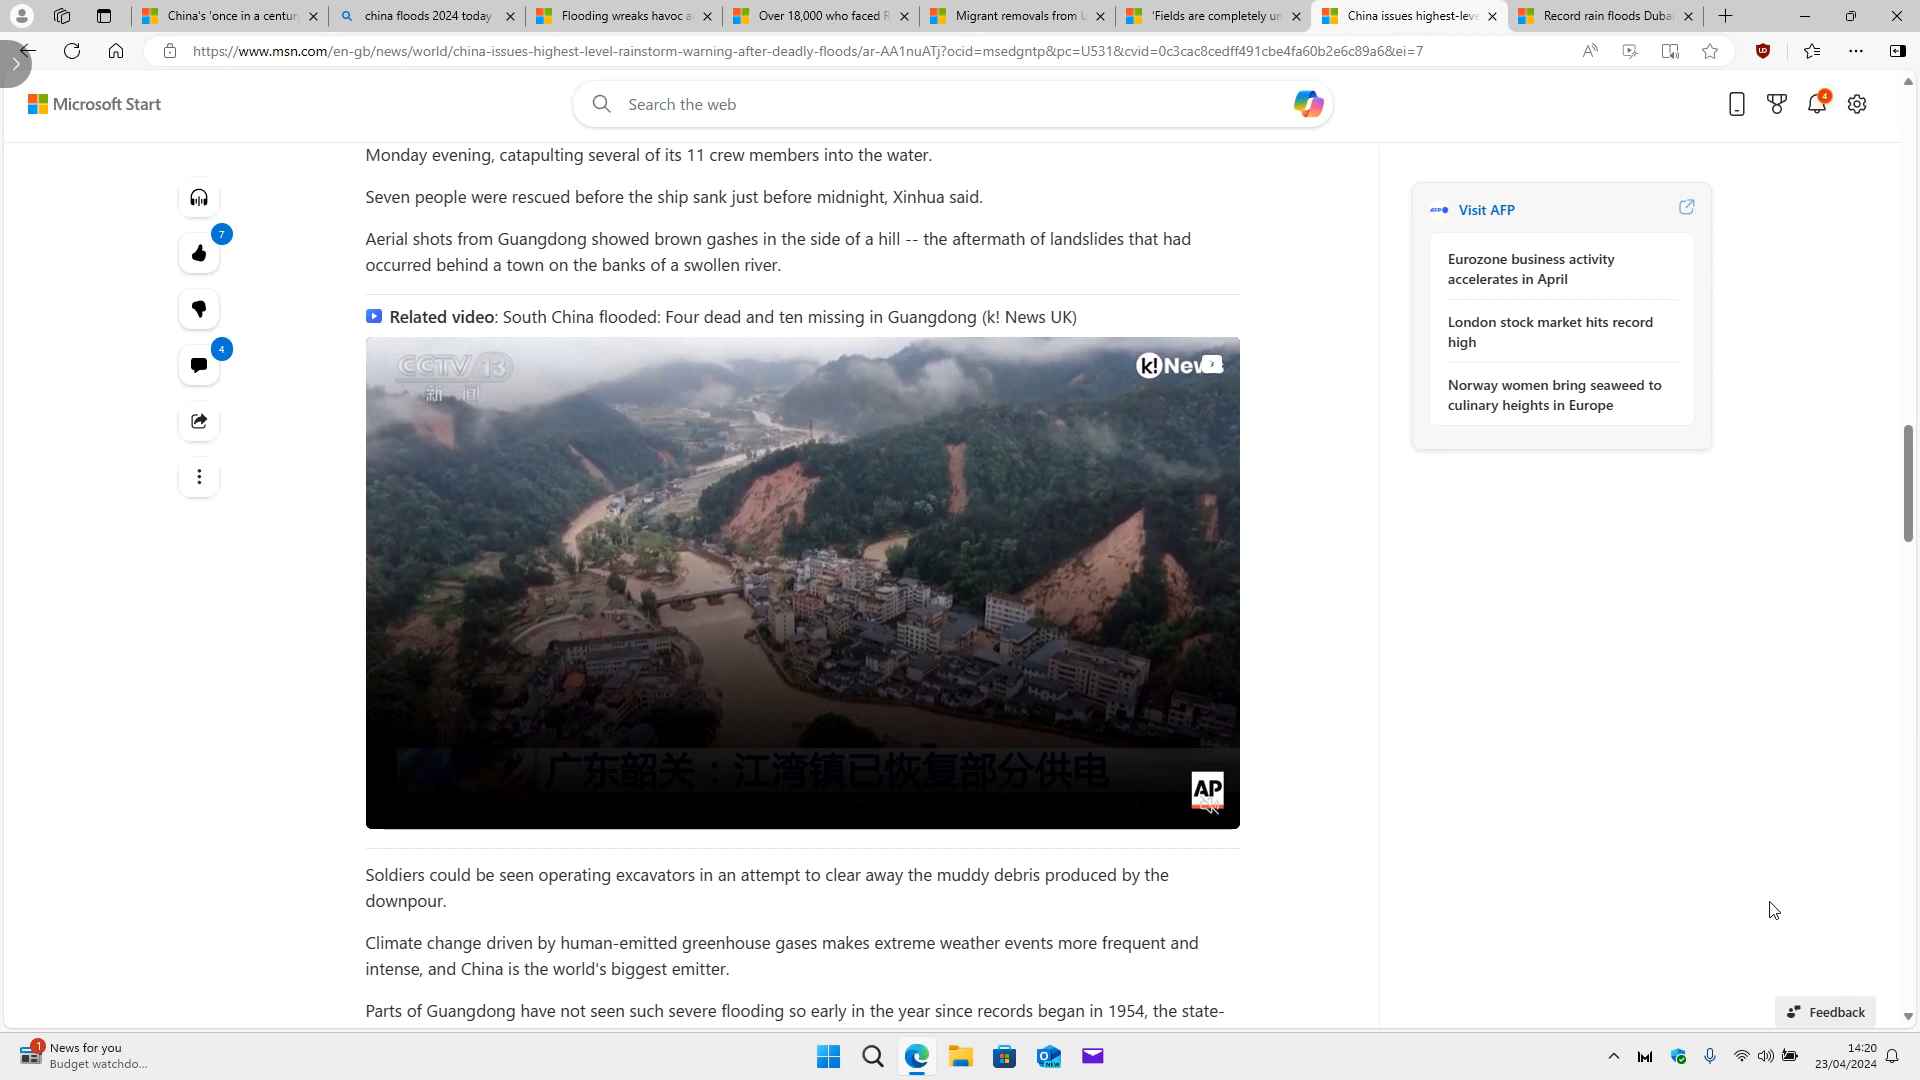 China's 'once in a centur
china floods 2024 today
Flooding wreaks havoc a
Over 18,000 who faced R
Migrant removals from U
'Fields are completely un
China issues highest-leve
Record rain floods Dubai
https://www.msn.com/en-gb/news/world/china-issues-highest-level-rainstorm-warning-after-deadly-floods/ar-AA1nuATj?ocid=msedgntp&pc=U531&cvid=0c3cac8cedff491cbe4fa60b2e6c89a6&ei=7
Microsoft Start
Search the web
4
Monday evening, catapulting several of its 11 crew members into the water.
Seven people were rescued before the ship sank just before midnight, Xinhua said.
Aerial shots from Guangdong showed brown gashes in the side of a hill -- the aftermath of landslides that had
occurred behind a town on the banks of a swollen river.
7
4
Related video: South China flooded: Four dead and ten missing in Guangdong (k! News UK)
CCTV 13
新闻
k! News
广东韶关：江湾镇已恢复部分供电
AP
Visit AFP
Eurozone business activity
accelerates in April
London stock market hits record
high
Norway women bring seaweed to
culinary heights in Europe
Soldiers could be seen operating excavators in an attempt to clear away the muddy debris produced by the
downpour.
Climate change driven by human-emitted greenhouse gases makes extreme weather events more frequent and
intense, and China is the world's biggest emitter.
Parts of Guangdong have not seen such severe flooding so early in the year since records began in 1954, the state-
Feedback
1
News for you
Budget watchdo...
14:20
23/04/2024